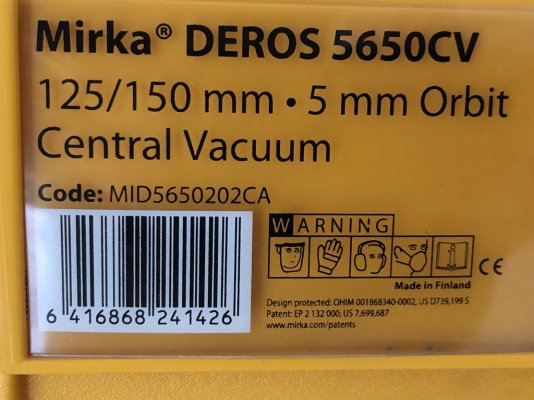 Mirka® DEROS 5650CV
125/150 mm • 5 mm Orbit
Central Vacuum
Code: MID5650202CA
WARNING
6 416868 241426
CE
Made in Finland
Design protected: OHIM 001868340-0002, US D739,199 S
Patent: EP 2 132 000; US 7,699,687
www.mirka.com/patents